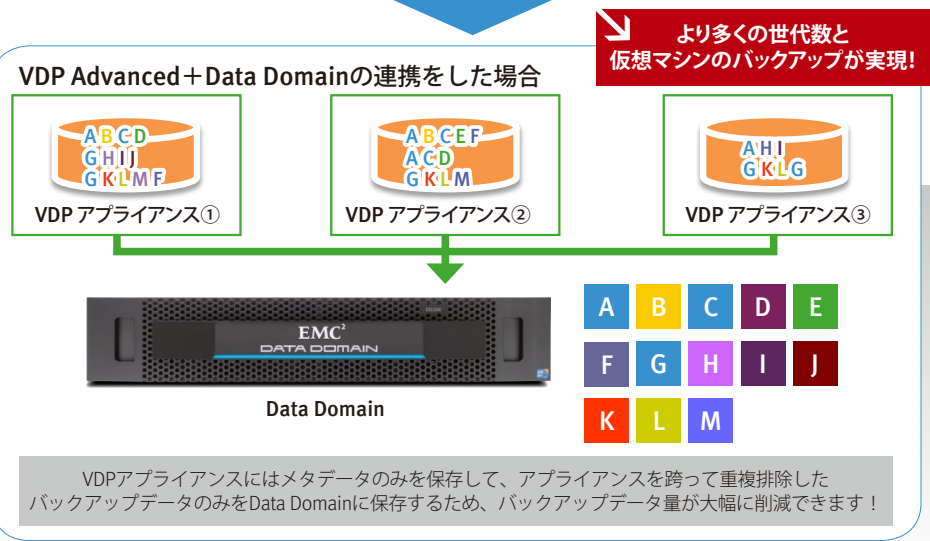 より多くの世代数と
仮想マシンのバックアップが実現!
VDP Advanced+Data Domainの連携をした場合
ABCD
GHIJ
GKLMF
VDP アプライアンス①
ABCEF
ACD
GKLM
VDP アプライアンス②
AHI
GKLG
VDP アプライアンス③
EMC²
DATA DOMAIN
Data Domain
A B C D E
F G H I J
K L M
VDPアプライアンスにはメタデータのみを保存して、アプライアンスを跨って重複排除した
バックアップデータのみをData Domainに保存するため、バックアップデータ量が大幅に削減できます!